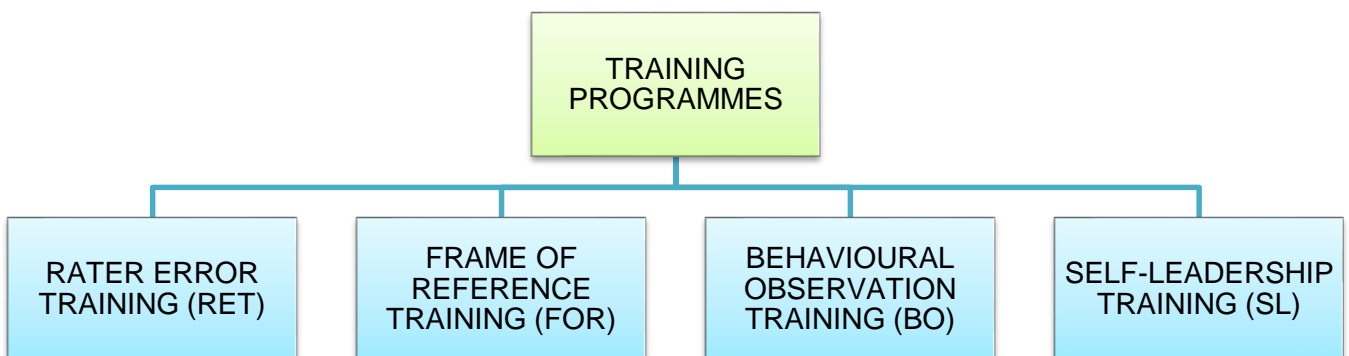 TRAINING
PROGRAMMES
RATER ERROR
TRAINING (RET)
FRAME OF
REFERENCE
TRAINING (FOR)
BEHAVIOURAL
OBSERVATION
TRAINING (BO)
SELF-LEADERSHIP
TRAINING (SL)